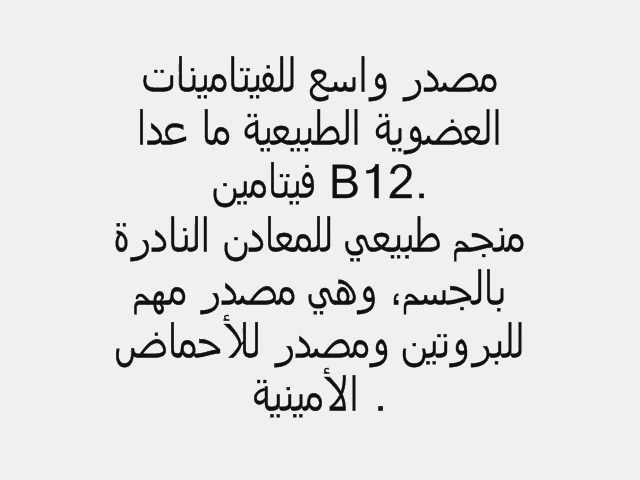 مصدر واسع للفيتامينات
العضوية الطبيعية ما عدا
فيتامين B12.
منجم طبيعي للمعادن النادرة
بالجسم، وهي مصدر مهم
للبروتين ومصدر للأحماض
الأمينية .